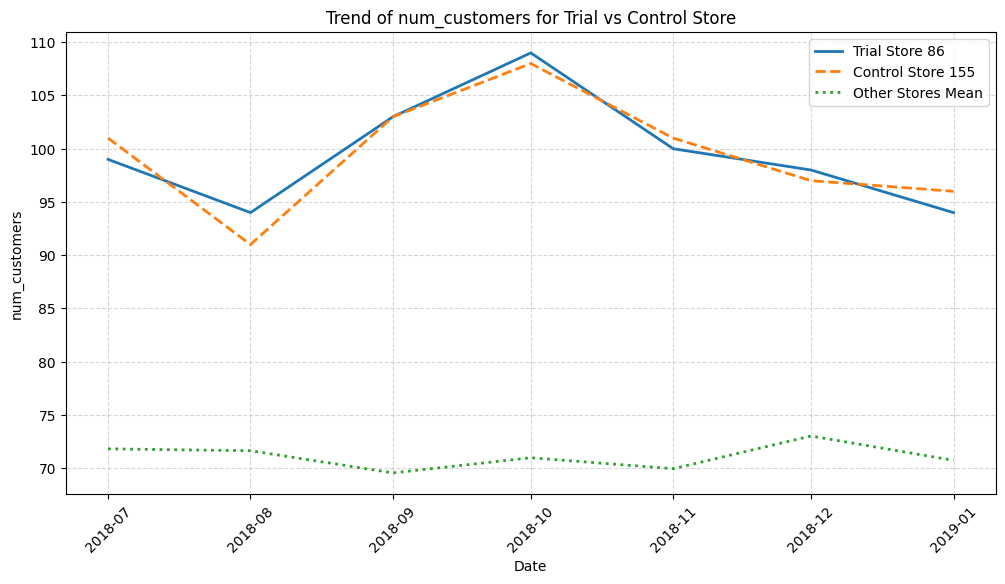 Trend of num_customers for Trial vs Control Store
Trial Store 86
Control Store 155
Other Stores Mean
num_customers
110
105
100
95
90
85
80
75
70
2018-07
2018-08
2018-09
2018-10
2018-11
2018-12
2019-01
Date